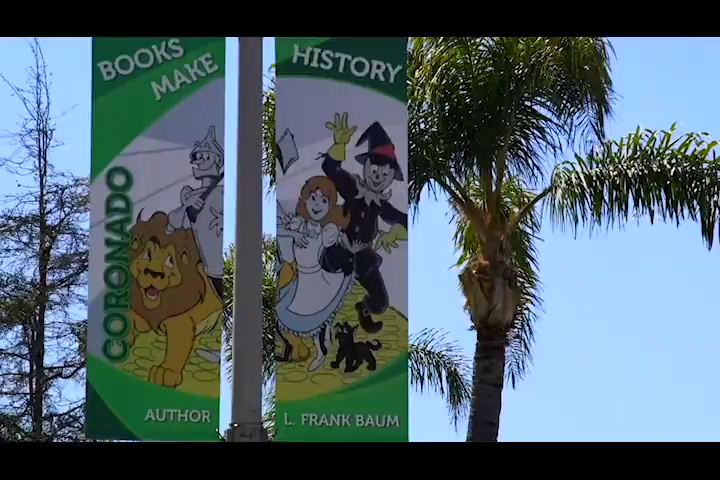 BOOKS
MAKE
HISTORY
CORONADO
AUTHOR
L. FRANK BAUM